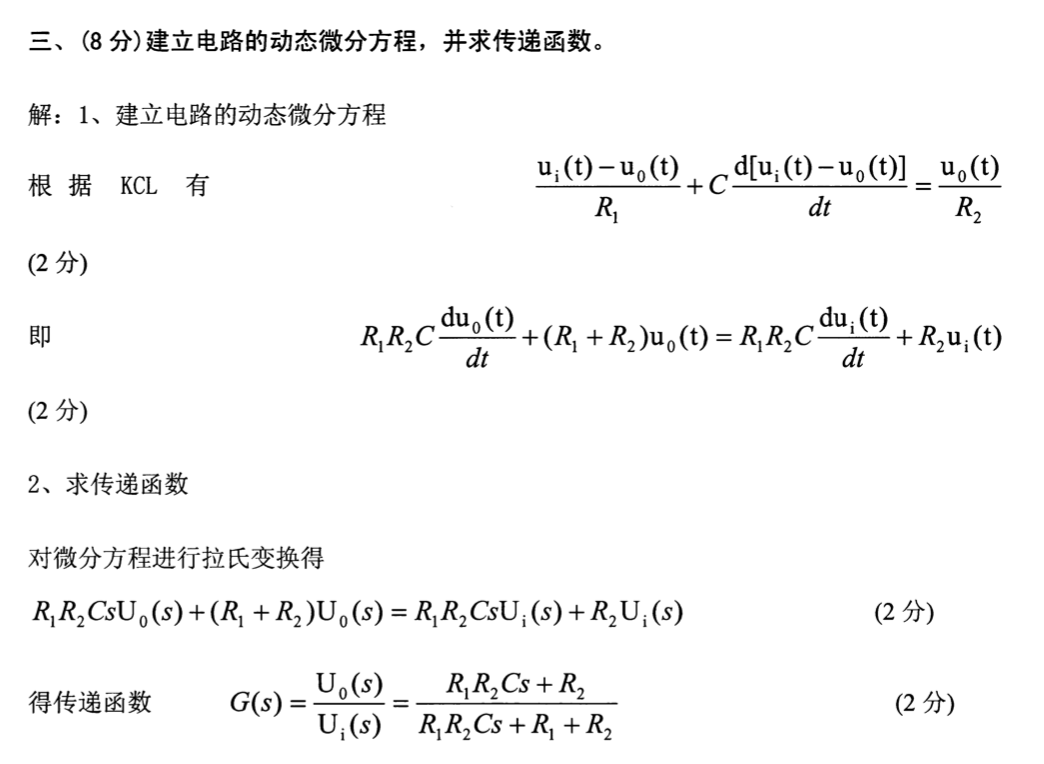 三、(8 分)建立电路的动态微分方程，并求传递函数。
解：1、建立电路的动态微分方程
根 据 KCL 有 $\frac{u_i(t)-u_0(t)}{R_1}+C\frac{d[u_i(t)-u_0(t)]}{dt}=\frac{u_0(t)}{R_2}$
(2 分)
即 $R_1R_2C\frac{du_0(t)}{dt}+(R_1+R_2)u_0(t)=R_1R_2C\frac{du_i(t)}{dt}+R_2u_i(t)$
(2 分)
2、求传递函数
对微分方程进行拉氏变换得
$R_1R_2CsU_0(s)+(R_1+R_2)U_0(s)=R_1R_2CsU_i(s)+R_2U_i(s)$ (2 分)
得传递函数 $G(s)=\frac{U_0(s)}{U_i(s)}=\frac{R_1R_2Cs+R_2}{R_1R_2Cs+R_1+R_2}$ (2 分)